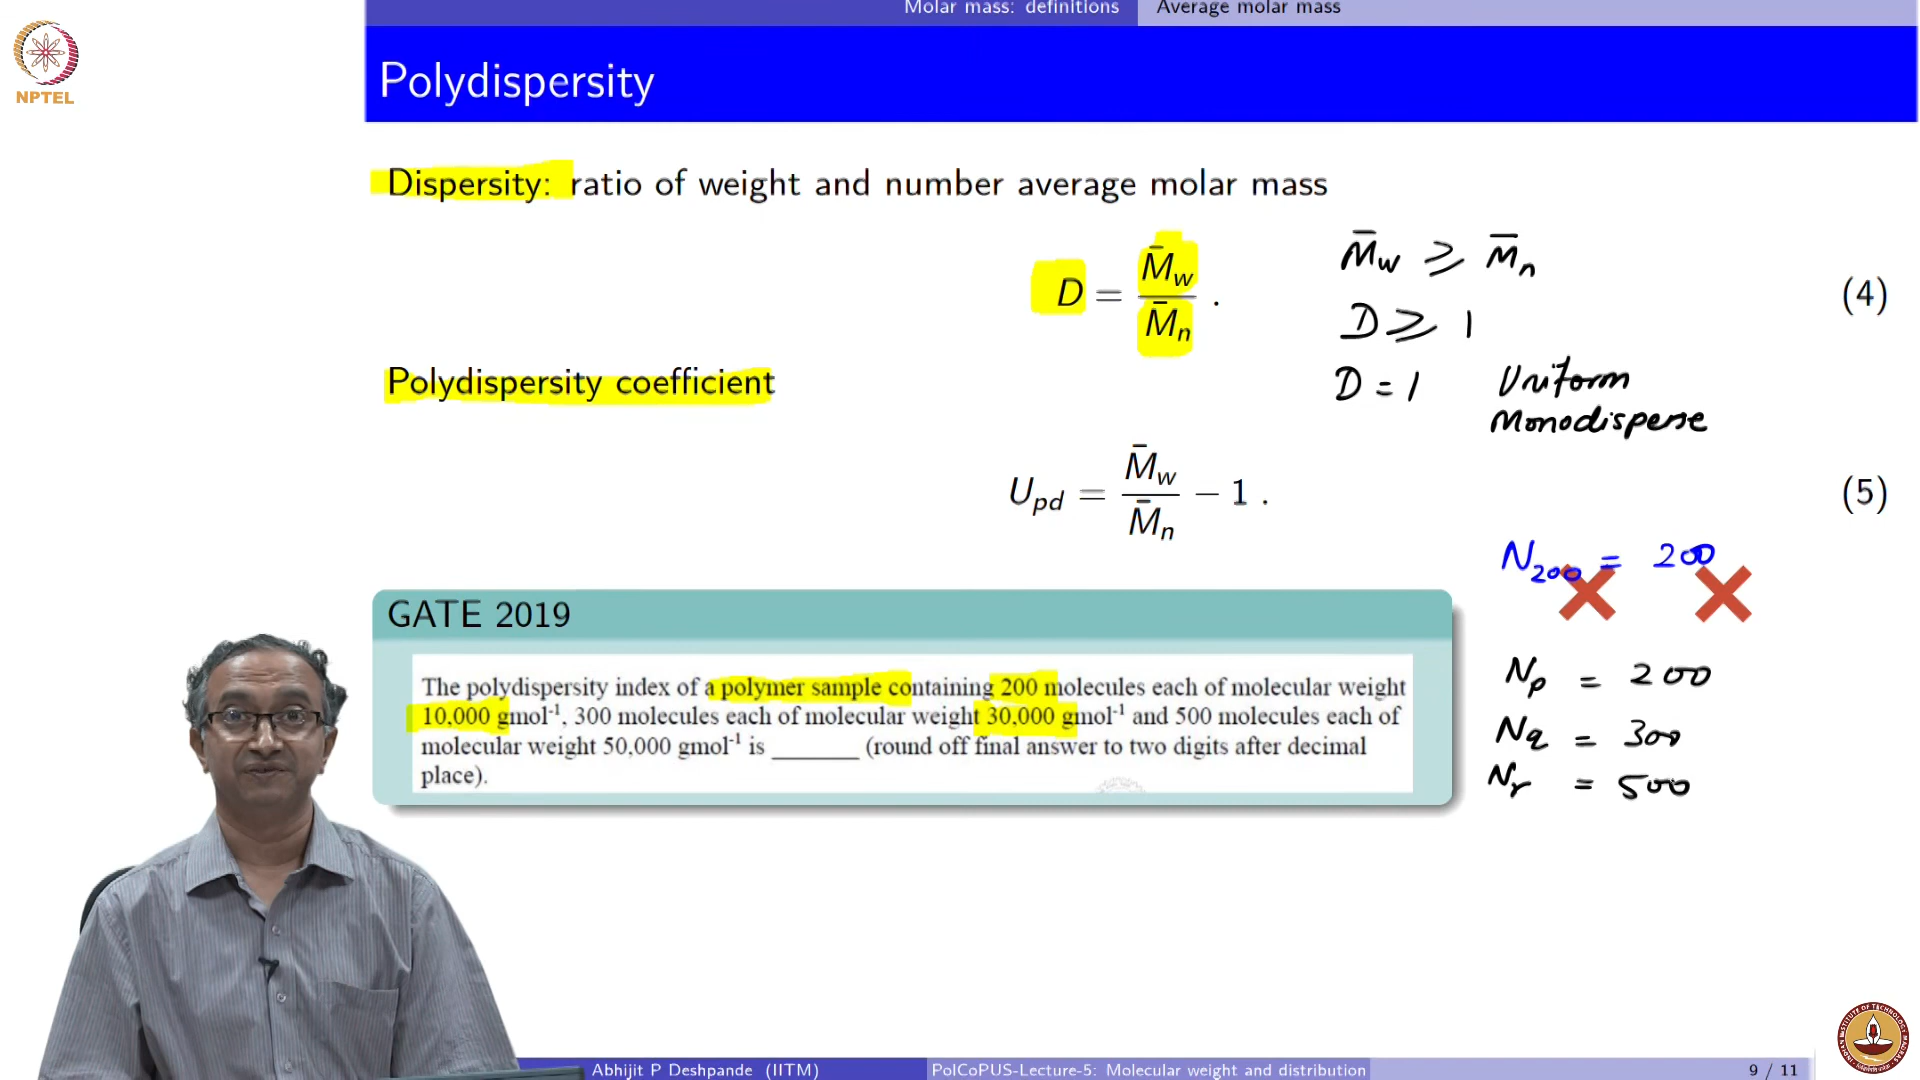 Molar mass: definitions Average molar mass
NPTEL
Polydispersity
Dispersity: ratio of weight and number average molar mass
D = M̄w / M̄n . (4)
M̄w ⩾ M̄n
D ⩾ 1
D = 1 Uniform
Monodisperse
Polydispersity coefficient
Upd = M̄w / M̄n − 1 . (5)
N200 = 200
GATE 2019
The polydispersity index of a polymer sample containing 200 molecules each of molecular weight
10,000 gmol-1, 300 molecules each of molecular weight 30,000 gmol-1 and 500 molecules each of
molecular weight 50,000 gmol-1 is ________ (round off final answer to two digits after decimal
place).
Np = 200
Nq = 300
Nr = 500
Abhijit P Deshpande (IITM) PolCoPUS-Lecture-5: Molecular weight and distribution 9 / 11